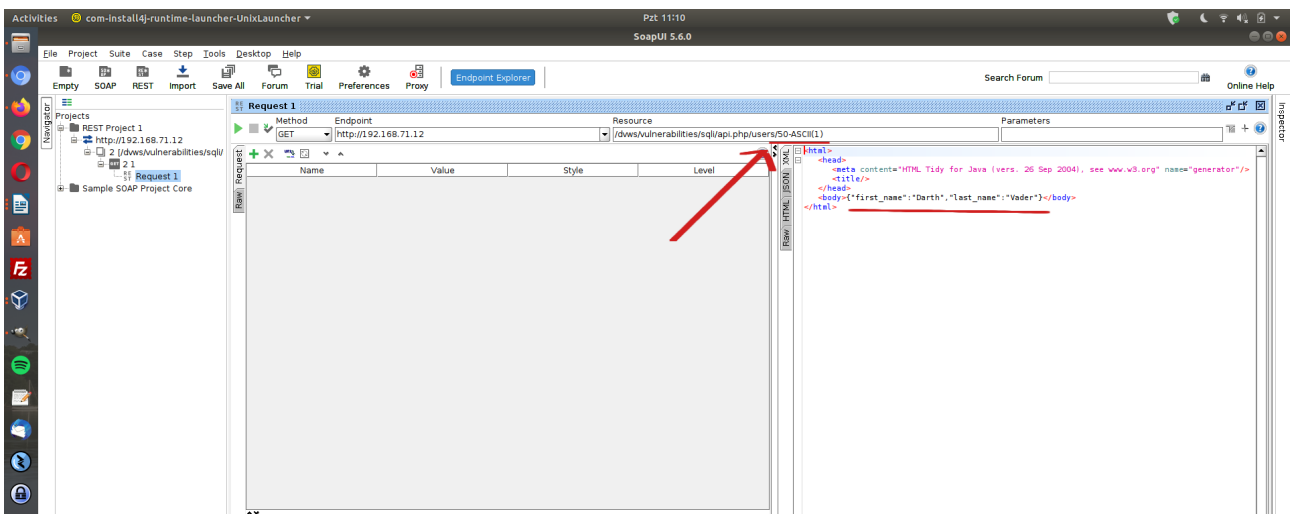 Activities com-install4j-runtime-launcher-UnixLauncher Pzt 11:10
SoapUI 5.6.0
File Project Suite Case Step Tools Desktop Help
Empty SOAP REST Import Save All Forum Trial Preferences Proxy Endpoint Explorer Search Forum Online Help
Navigator
Projects
REST Project 1
http://192.168.71.12
2 [/dvws/vulnerabilities/sqli/
2 1
Request 1
Sample SOAP Project Core
Request 1
Method Endpoint Resource Parameters
GET http://192.168.71.12 /dvws/vulnerabilities/sqli/api.php/users/50-ASCII(1)
Request
Raw
Name Value Style Level
XML
JSON
HTML
Raw
<html>
<head>
<meta content="HTML Tidy for Java (vers. 26 Sep 2004), see www.w3.org" name="generator"/>
<title/>
</head>
<body>{"first_name":"Darth","last_name":"Vader"}</body>
</html>
Inspector